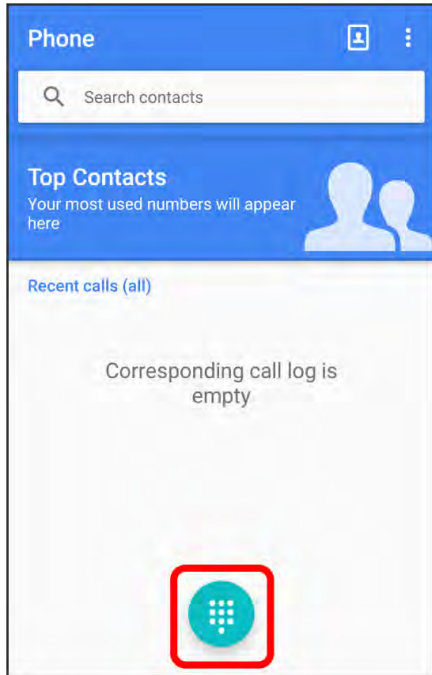 Phone
Search contacts
Top Contacts
Your most used numbers will appear
here
Recent calls (all)
Corresponding call log is
empty